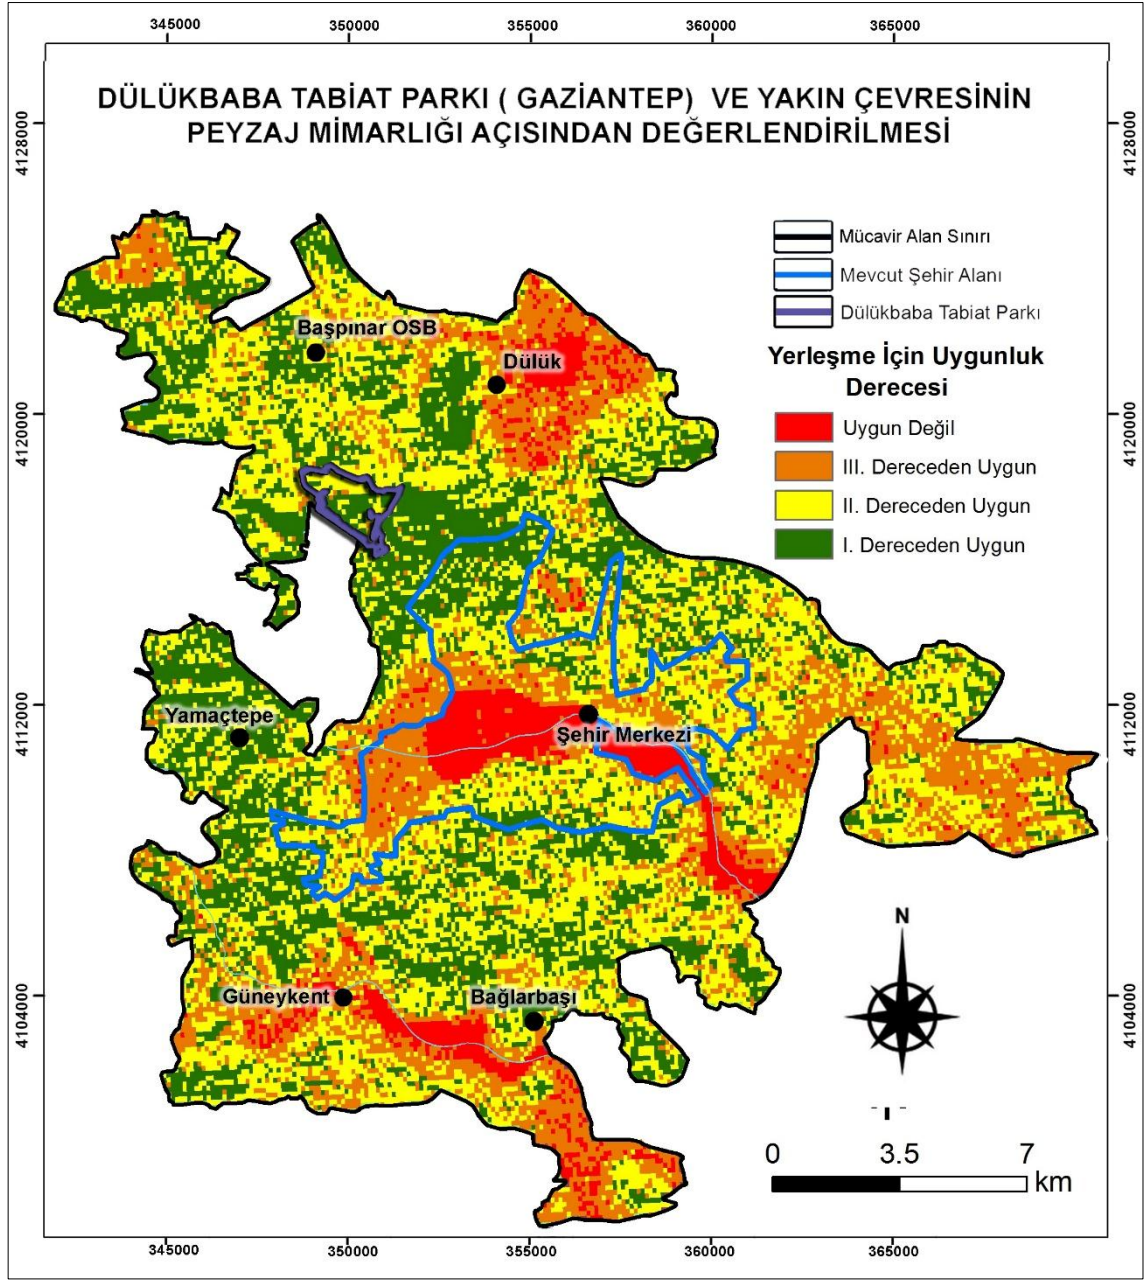 345000 350000 355000 360000 365000
DÜLÜKBABA TABİAT PARKI ( GAZİANTEP) VE YAKIN ÇEVRESİNİN
PEYZAJ MİMARLIĞI AÇISINDAN DEĞERLENDİRİLMESİ
4128000 4128000
Mücavir Alan Sınırı
Mevcut Şehir Alanı
Dülükbaba Tabiat Parkı
Yerleşme İçin Uygunluk
Derecesi
Uygun Değil
III. Dereceden Uygun
II. Dereceden Uygun
I. Dereceden Uygun
Başpınar OSB
Dülük
4120000 4120000
Yamaçtepe
Şehir Merkezi
4112000 4112000
N
Güneykent
Bağlarbaşı
4104000 4104000
0 3.5 7
km
345000 350000 355000 360000 365000